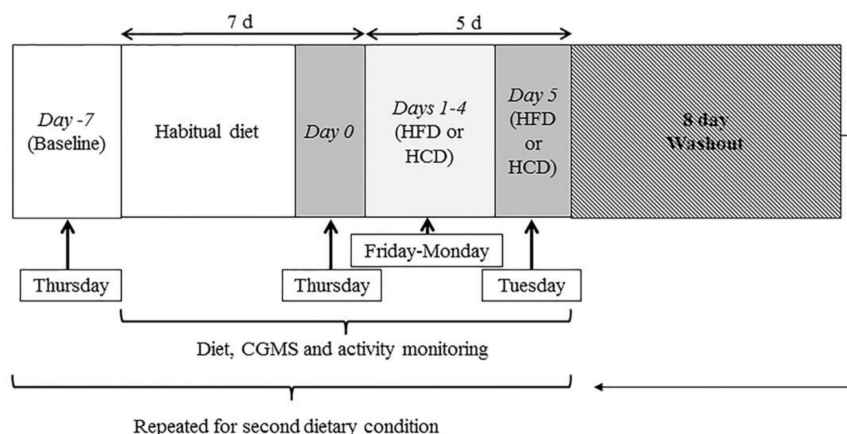 7 d
5 d
Day -7
(Baseline)
Habitual diet
Day 0
Days 1-4
(HFD or
HCD)
Day 5
(HFD
or
HCD)
8 day
Washout
Friday-Monday
Thursday
Thursday
Tuesday
Diet, CGMS and activity monitoring
Repeated for second dietary condition